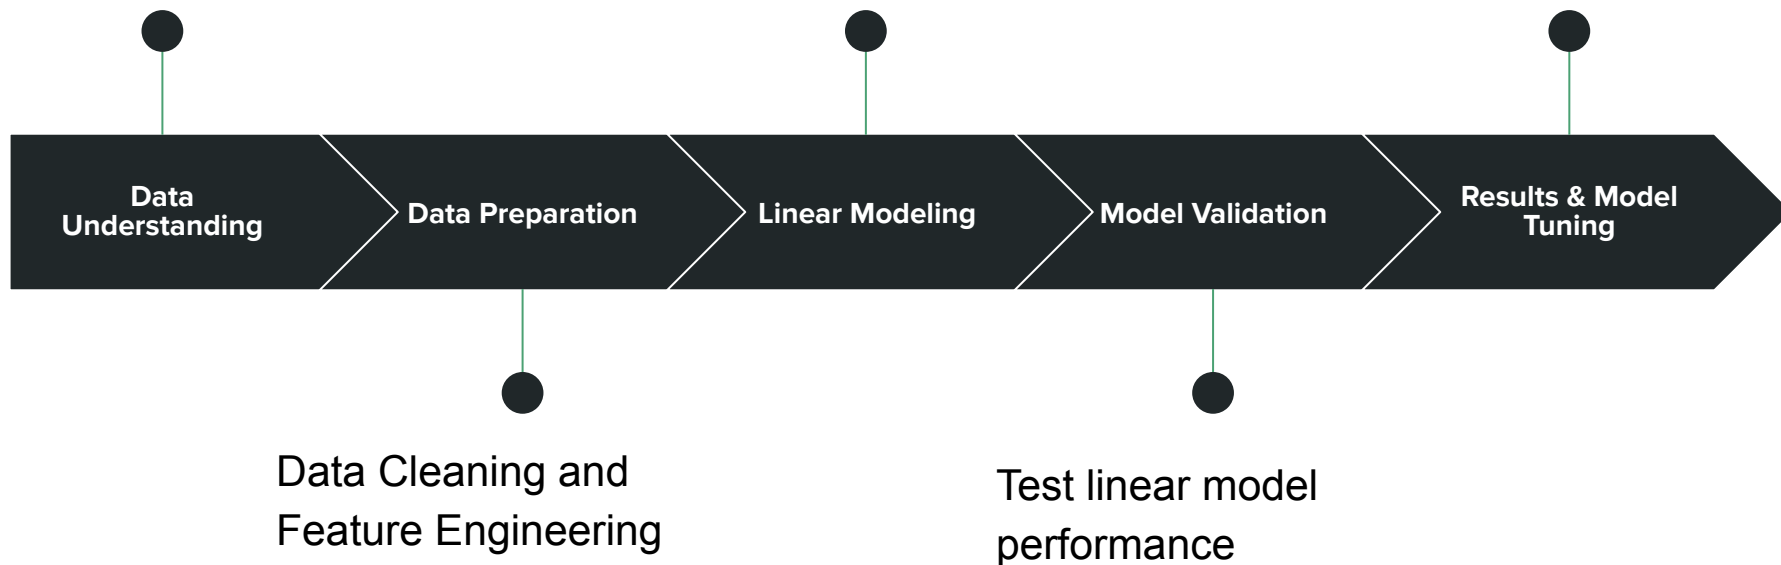 Data
Understanding
Data Preparation
Linear Modeling
Model Validation
Results & Model
Tuning
Data Cleaning and
Feature Engineering
Test linear model
performance